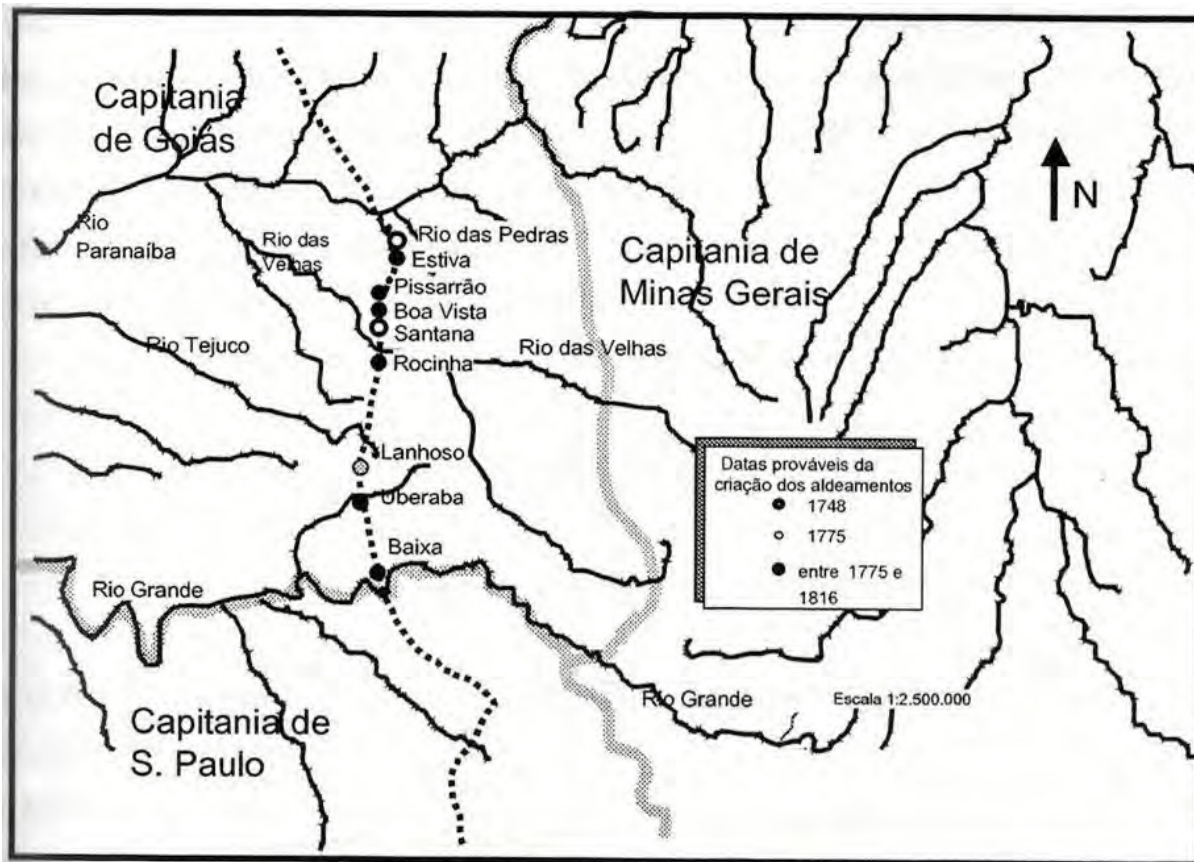 Capitania
de Goiás
Rio
Paranaíba
Rio das
Velhas
Rio das Pedras
Estiva
Pissarrão
Boa Vista
Santana
Rocinha
Capitania de
Minas Gerais
N
Rio Tejuco
Rio das Velhas
Lanhoso
Uberaba
Baixa
Datas prováveis da
criação dos aldeamentos
1748
1775
entre 1775 e
1816
Rio Grande
Rio Grande
Escala 1:2.500.000
Capitania de
S. Paulo